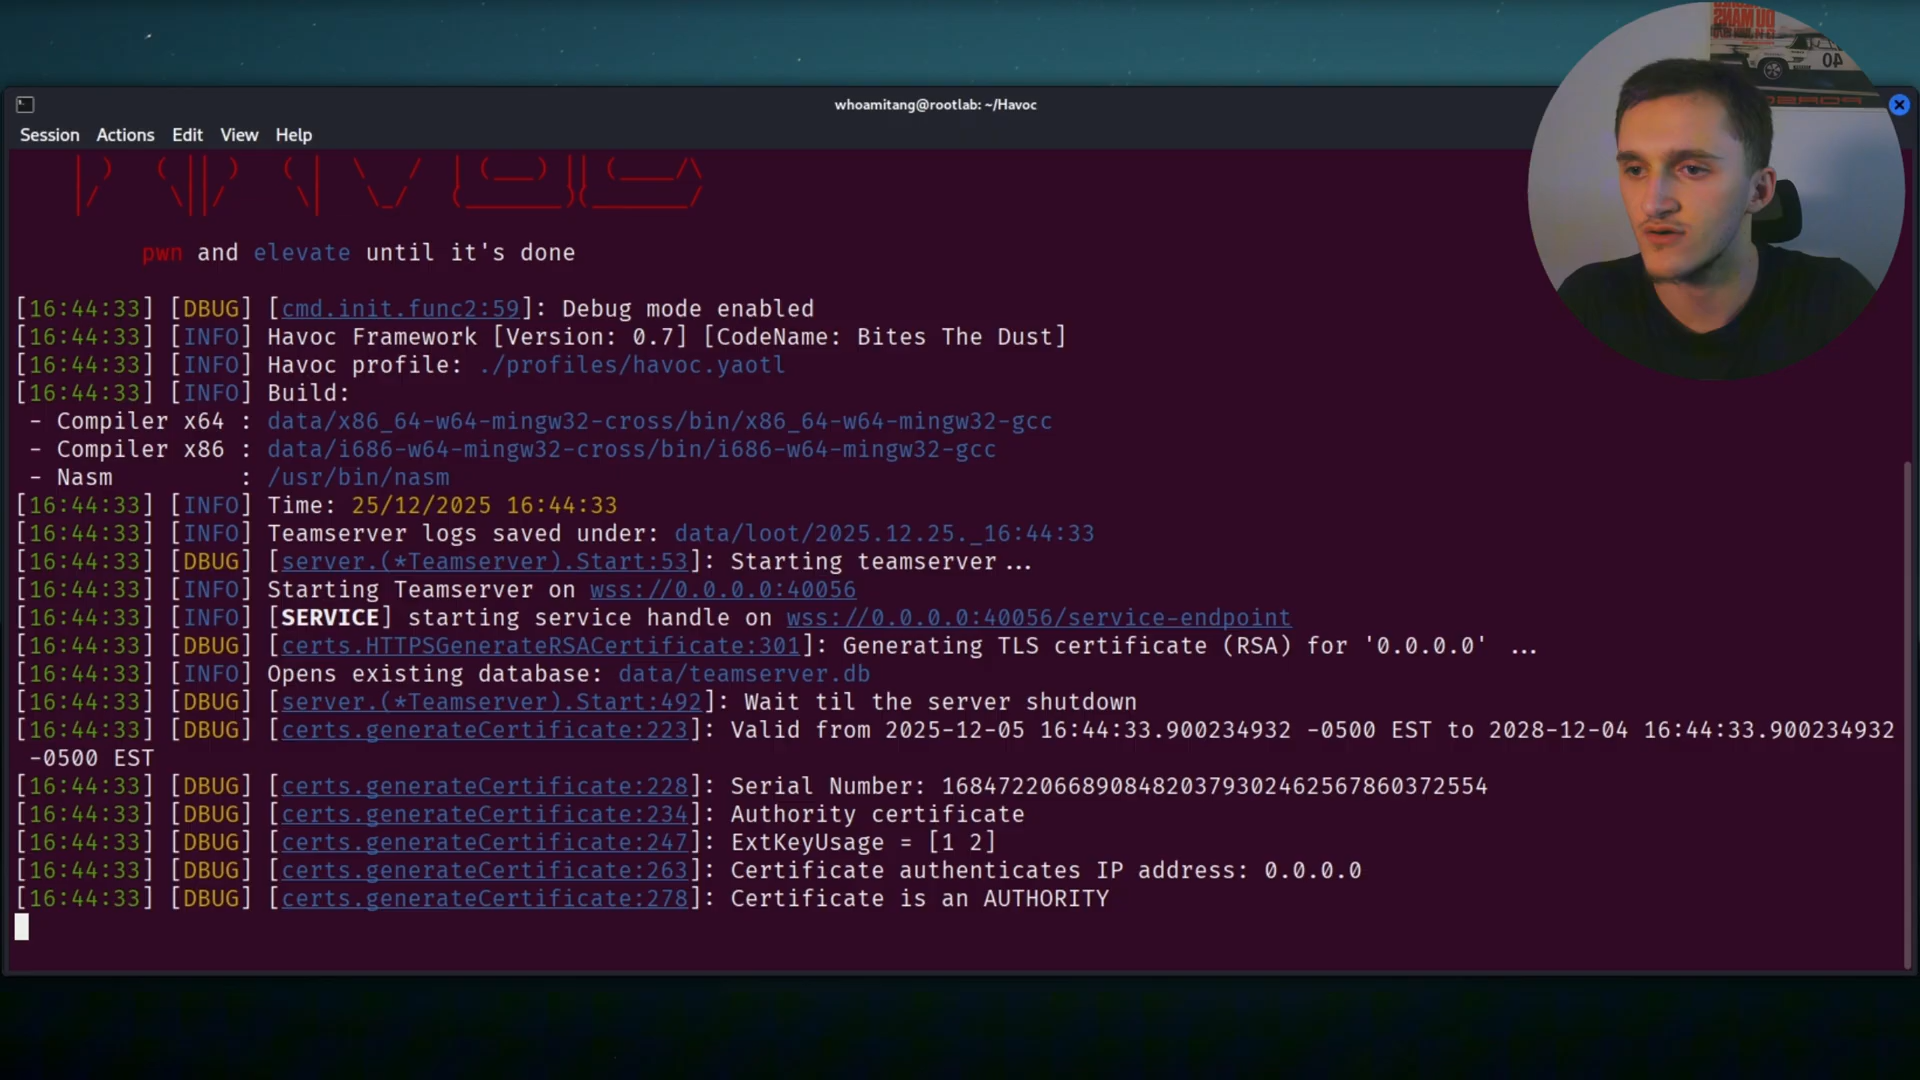 whoamitang@rootlab: ~/Havoc
Session Actions Edit View Help
pwn and elevate until it's done
[16:44:33] [DBUG] [cmd.init.func2:59]: Debug mode enabled
[16:44:33] [INFO] Havoc Framework [Version: 0.7] [CodeName: Bites The Dust]
[16:44:33] [INFO] Havoc profile: ./profiles/havoc.yaotl
[16:44:33] [INFO] Build:
- Compiler x64 : data/x86_64-w64-mingw32-cross/bin/x86_64-w64-mingw32-gcc
- Compiler x86 : data/i686-w64-mingw32-cross/bin/i686-w64-mingw32-gcc
- Nasm : /usr/bin/nasm
[16:44:33] [INFO] Time: 25/12/2025 16:44:33
[16:44:33] [INFO] Teamserver logs saved under: data/loot/2025.12.25._16:44:33
[16:44:33] [DBUG] [server.(*Teamserver).Start:53]: Starting teamserver...
[16:44:33] [INFO] Starting Teamserver on wss://0.0.0.0:40056
[16:44:33] [INFO] [SERVICE] starting service handle on wss://0.0.0.0:40056/service-endpoint
[16:44:33] [DBUG] [certs.HTTPSGenerateRSACertificate:301]: Generating TLS certificate (RSA) for '0.0.0.0' ...
[16:44:33] [INFO] Opens existing database: data/teamserver.db
[16:44:33] [DBUG] [server.(*Teamserver).Start:492]: Wait til the server shutdown
[16:44:33] [DBUG] [certs.generateCertificate:223]: Valid from 2025-12-05 16:44:33.900234932 -0500 EST to 2028-12-04 16:44:33.900234932
-0500 EST
[16:44:33] [DBUG] [certs.generateCertificate:228]: Serial Number: 168472206689084820379302462567860372554
[16:44:33] [DBUG] [certs.generateCertificate:234]: Authority certificate
[16:44:33] [DBUG] [certs.generateCertificate:247]: ExtKeyUsage = [1 2]
[16:44:33] [DBUG] [certs.generateCertificate:263]: Certificate authenticates IP address: 0.0.0.0
[16:44:33] [DBUG] [certs.generateCertificate:278]: Certificate is an AUTHORITY
DU MANS
40